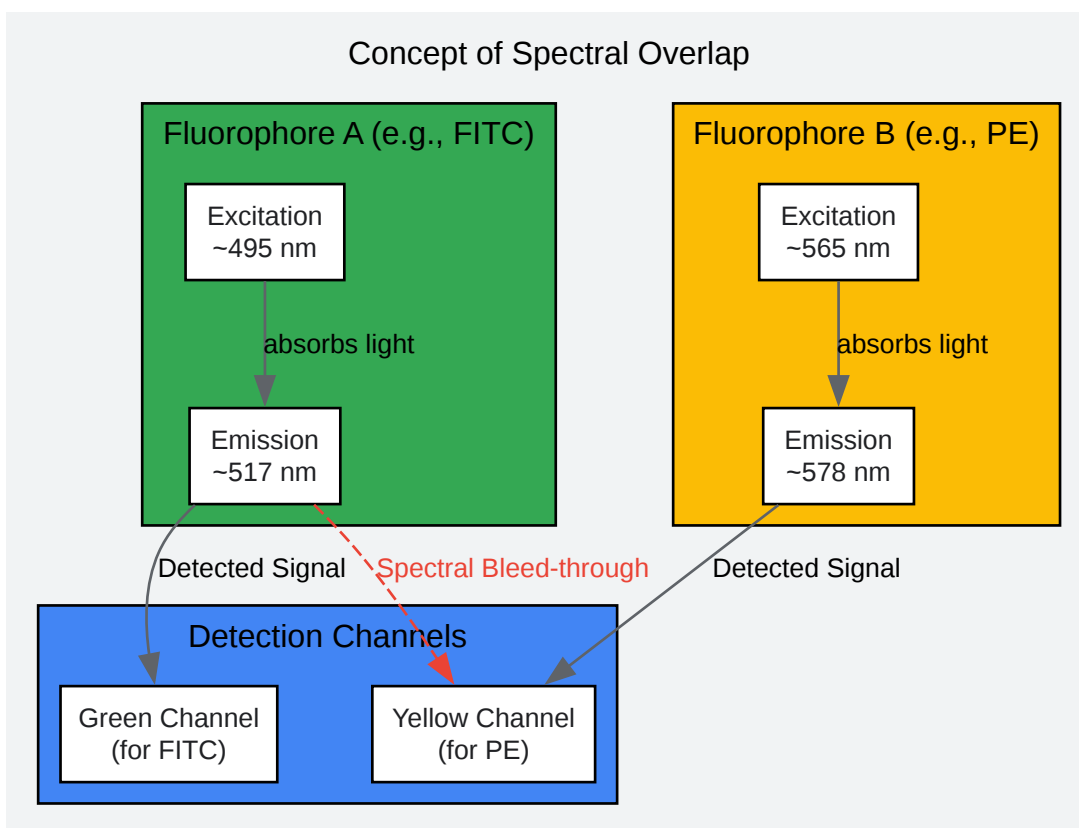 Concept of Spectral Overlap
Fluorophore A (e.g., FITC)
Excitation
~495 nm
absorbs light
Emission
~517 nm
Fluorophore B (e.g., PE)
Excitation
~565 nm
absorbs light
Emission
~578 nm
Detected Signal
Spectral Bleed-through
Detected Signal
Detection Channels
Green Channel
(for FITC)
Yellow Channel
(for PE)